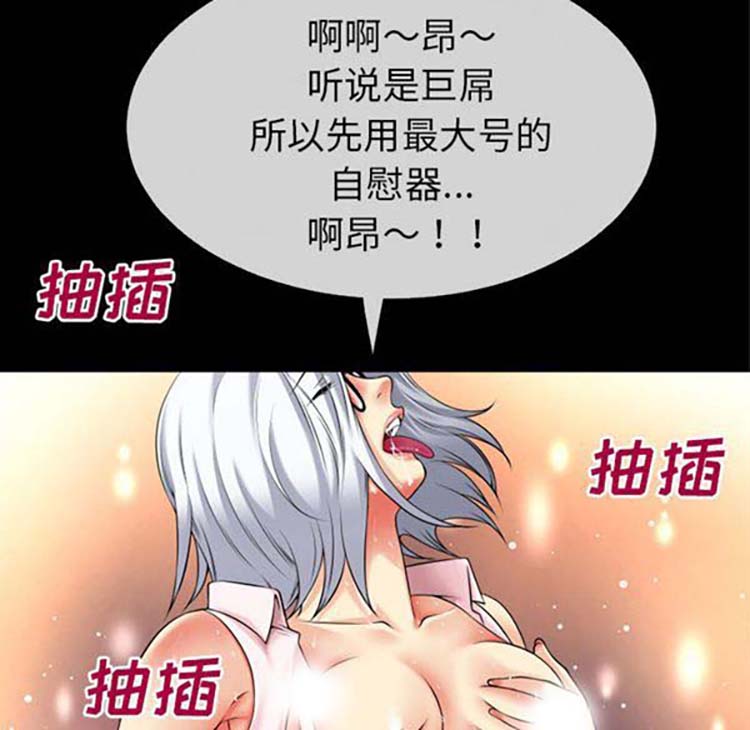 啊啊～昂～
听说是巨屌
所以先用最大号的
自慰器...
啊昂～！！
抽插
抽插
抽插